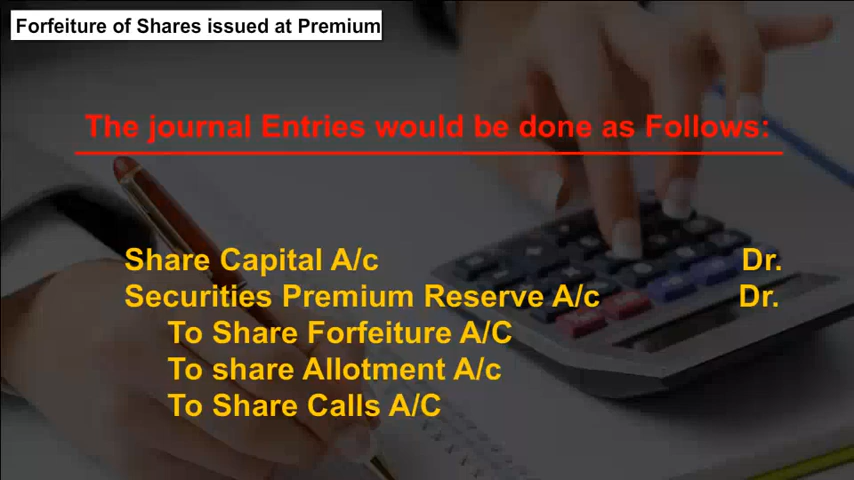 Forfeiture of Shares issued at Premium
The journal Entries would be done as Follows:
Share Capital A/c Dr.
Securities Premium Reserve A/c Dr.
To Share Forfeiture A/C
To share Allotment A/c
To Share Calls A/C